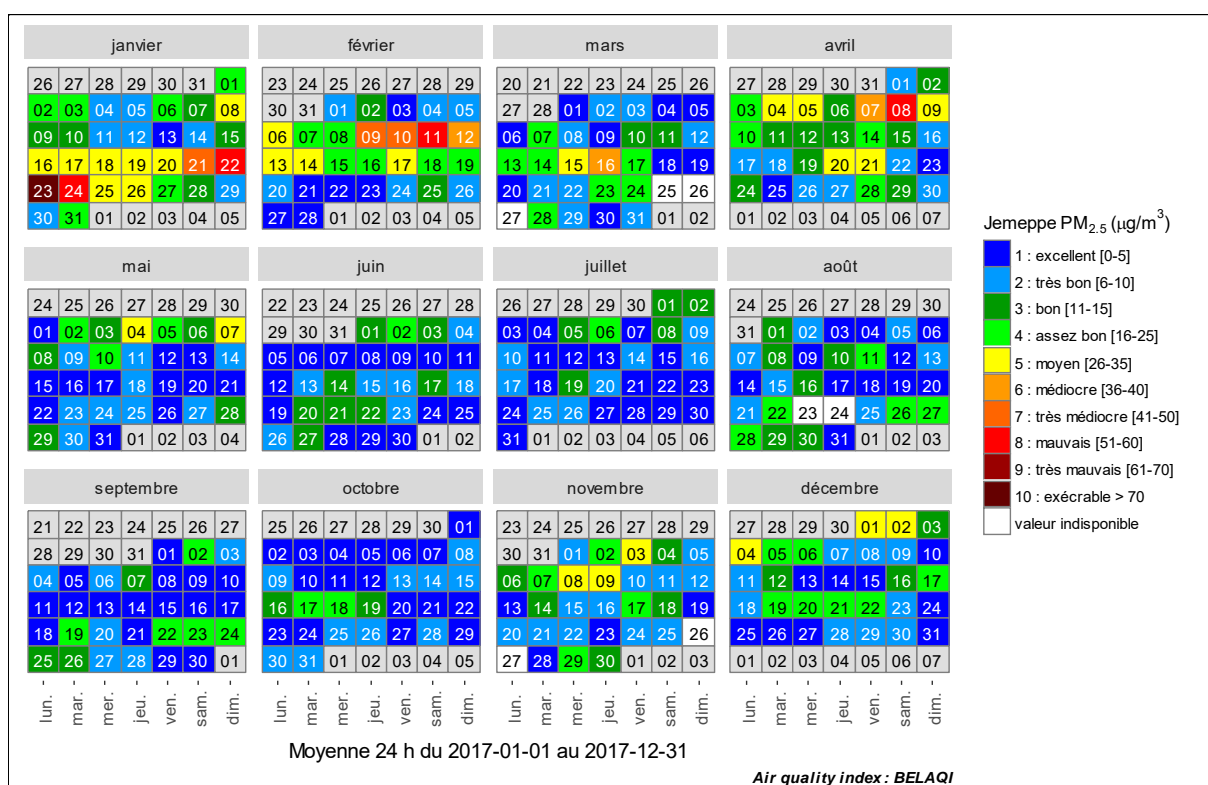 janvier février mars avril
26 27 28 29 30 31 01 23 24 25 26 27 28 29 20 21 22 23 24 25 26 27 28 29 30 31 01 02
02 03 04 05 06 07 08 30 31 01 02 03 04 05 27 28 01 02 03 04 05 03 04 05 06 07 08 09
09 10 11 12 13 14 15 06 07 08 09 10 11 12 06 07 08 09 10 11 12 10 11 12 13 14 15 16
16 17 18 19 20 21 22 13 14 15 16 17 18 19 13 14 15 16 17 18 19 17 18 19 20 21 22 23
23 24 25 26 27 28 29 20 21 22 23 24 25 26 20 21 22 23 24 25 26 24 25 26 27 28 29 30
30 31 01 02 03 04 05 27 28 01 02 03 04 05 27 28 29 30 31 01 02 01 02 03 04 05 06 07
mai juin juillet août
24 25 26 27 28 29 30 22 23 24 25 26 27 28 26 27 28 29 30 01 02 24 25 26 27 28 29 30
01 02 03 04 05 06 07 29 30 31 01 02 03 04 03 04 05 06 07 08 09 31 01 02 03 04 05 06
08 09 10 11 12 13 14 05 06 07 08 09 10 11 10 11 12 13 14 15 16 07 08 09 10 11 12 13
15 16 17 18 19 20 21 12 13 14 15 16 17 18 17 18 19 20 21 22 23 14 15 16 17 18 19 20
22 23 24 25 26 27 28 19 20 21 22 23 24 25 24 25 26 27 28 29 30 21 22 23 24 25 26 27
29 30 31 01 02 03 04 26 27 28 29 30 01 02 31 01 02 03 04 05 06 28 29 30 31 01 02 03
septembre octobre novembre décembre
21 22 23 24 25 26 27 25 26 27 28 29 30 01 23 24 25 26 27 28 29 27 28 29 30 01 02 03
28 29 30 31 01 02 03 02 03 04 05 06 07 08 30 31 01 02 03 04 05 04 05 06 07 08 09 10
04 05 06 07 08 09 10 09 10 11 12 13 14 15 06 07 08 09 10 11 12 11 12 13 14 15 16 17
11 12 13 14 15 16 17 16 17 18 19 20 21 22 13 14 15 16 17 18 19 18 19 20 21 22 23 24
18 19 20 21 22 23 24 23 24 25 26 27 28 29 20 21 22 23 24 25 26 25 26 27 28 29 30 31
25 26 27 28 29 30 01 30 31 01 02 03 04 05 27 28 29 30 01 02 03 01 02 03 04 05 06 07
lun. mar. mer. jeu. ven. sam. dim. lun. mar. mer. jeu. ven. sam. dim. lun. mar. mer. jeu. ven. sam. dim. lun. mar. mer. jeu. ven. sam. dim.
Moyenne 24 h du 2017-01-01 au 2017-12-31
Jemeppe PM2.5 (μg/m³)
1 : excellent [0-5]
2 : très bon [6-10]
3 : bon [11-15]
4 : assez bon [16-25]
5 : moyen [26-35]
6 : médiocre [36-40]
7 : très médiocre [41-50]
8 : mauvais [51-60]
9 : très mauvais [61-70]
10 : exécrable > 70
valeur indisponible
Air quality index : BELAQI